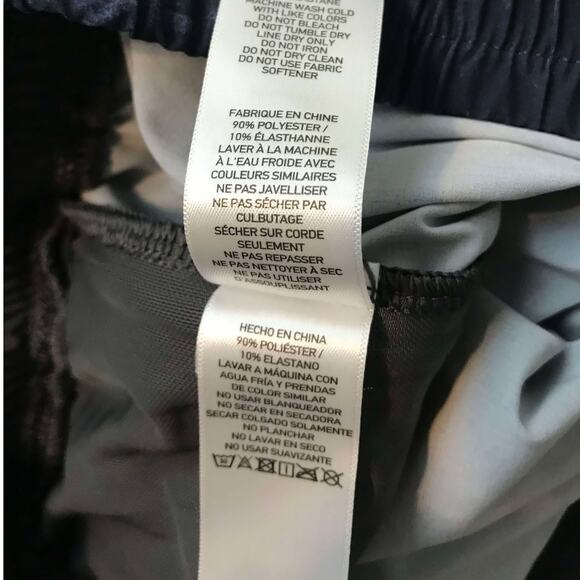 MACHINE WASH COLD
WITH LIKE COLORS
DO NOT BLEACH
DO NOT TUMBLE DRY
LINE DRY ONLY
DO NOT IRON
DO NOT DRY CLEAN
DO NOT USE FABRIC
SOFTENER
FABRIQUE EN CHINE
90% POLYESTER /
10% ÉLASTHANNE
LAVER À LA MACHINE
À L'EAU FROIDE AVEC
COULEURS SIMILAIRES
NE PAS JAVELLISER
NE PAS SÉCHER PAR
CULBUTAGE
SÉCHER SUR CORDE
SEULEMENT
NE PAS REPASSER
NE PAS NETTOYER À SEC
NE PAS UTILISER
D'ASSOUPLISSANT
HECHO EN CHINA
90% POLIÉSTER /
10% ELASTANO
LAVAR A MÁQUINA CON
AGUA FRÍA Y PRENDAS
DE COLOR SIMILAR
NO USAR BLANQUEADOR
NO SECAR EN SECADORA
SECAR COLGADO SOLAMENTE
NO PLANCHAR
NO LAVAR EN SECO
NO USAR SUAVIZANTE